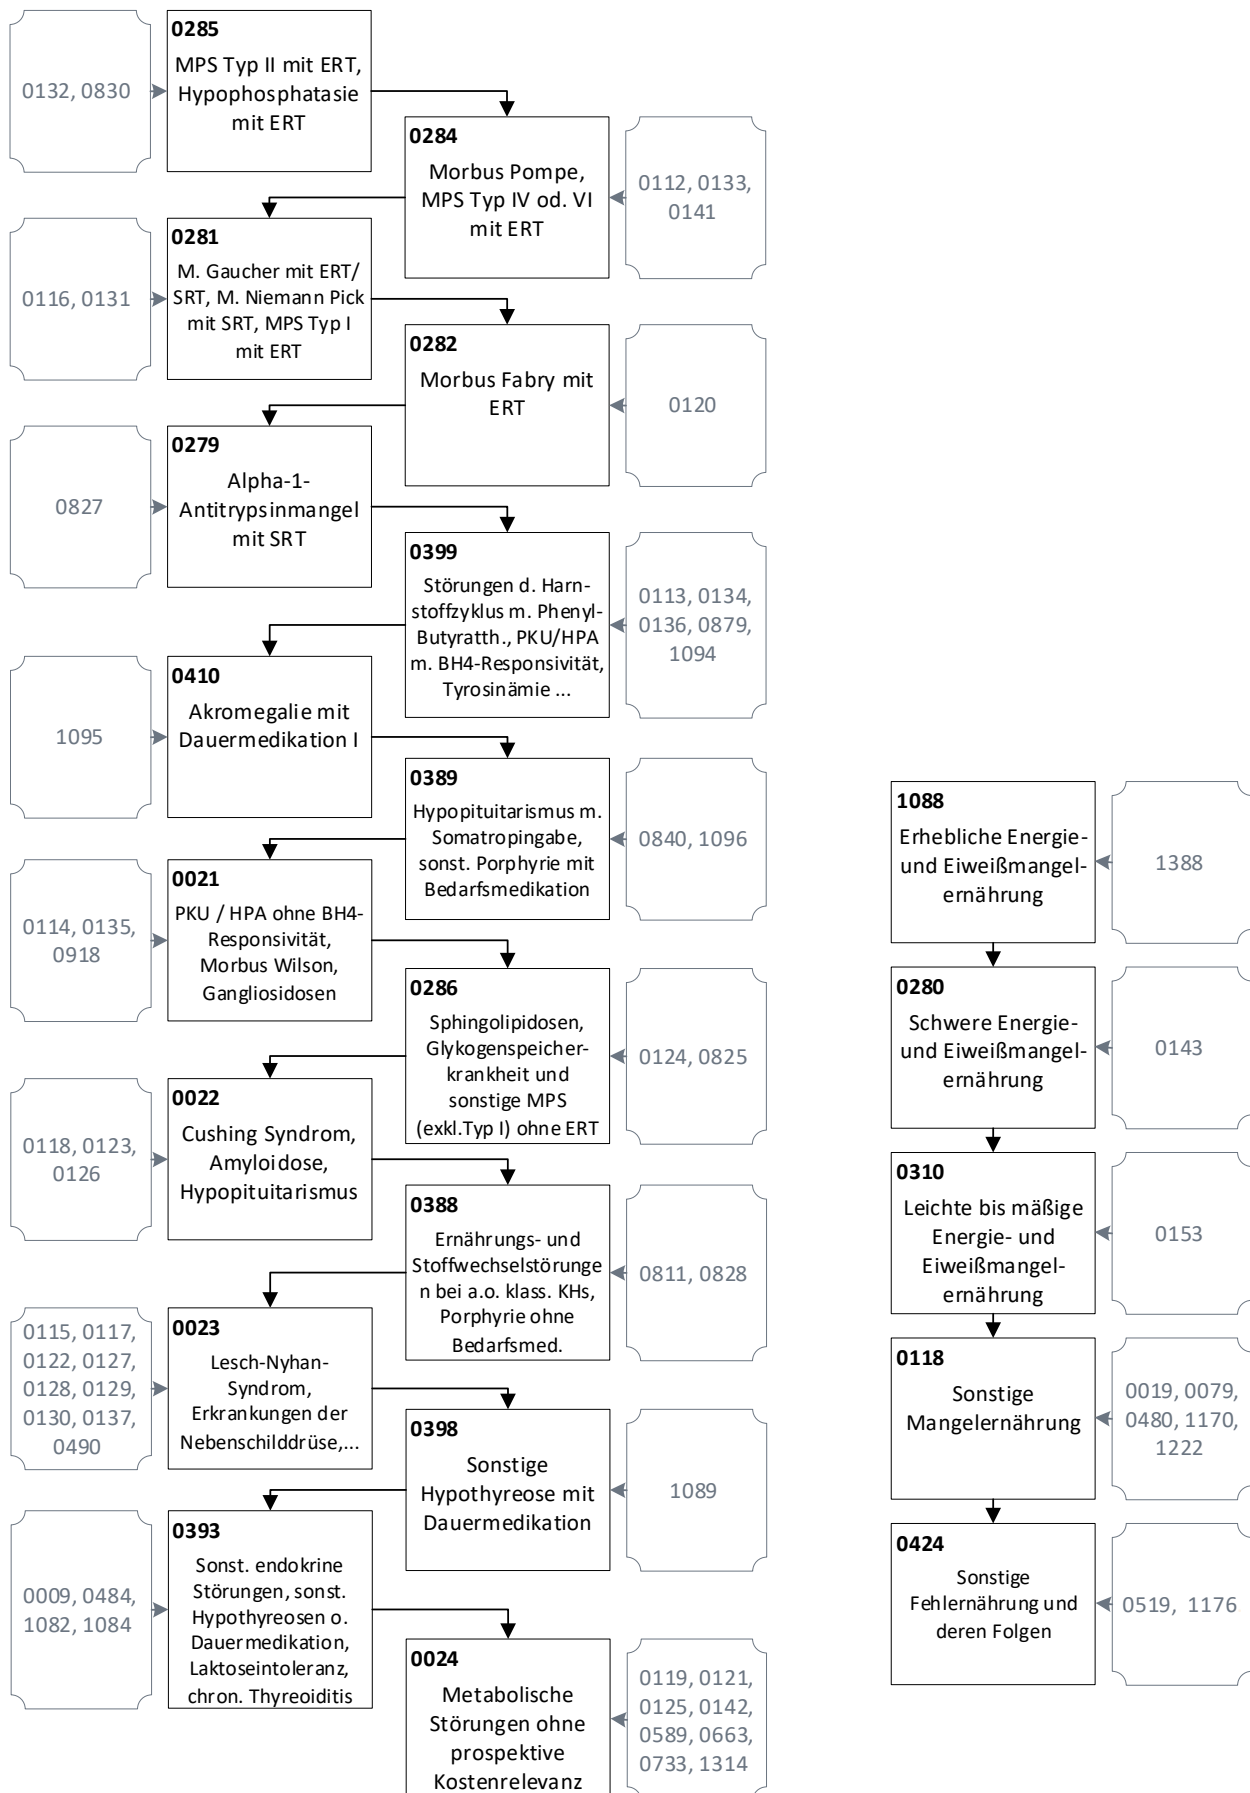 0132, 0830
0285
MPS Typ II mit ERT,
Hypophosphatasie
mit ERT
0284
Morbus Pompe,
MPS Typ IV od. VI
mit ERT
0112, 0133,
0141
0116, 0131
0281
M. Gaucher mit ERT/
SRT, M. Niemann Pick
mit SRT, MPS Typ I
mit ERT
0282
Morbus Fabry mit
ERT
0120
0827
0279
Alpha-1-
Antitrypsinmangel
mit SRT
0399
Störungen d. Harn-
stoffzyklus m. Phenyl-
Butyratth., PKU/HPA
m. BH4-Responsivität,
Tyrosinämie ...
0113, 0134,
0136, 0879,
1094
1095
0410
Akromegalie mit
Dauermedikation I
0389
Hypopituitarismus m.
Somatropingabe,
sonst. Porphyrie mit
Bedarfsmedikation
0840, 1096
0114, 0135,
0918
0021
PKU / HPA ohne BH4-
Responsivität,
Morbus Wilson,
Gangliosidosen
0286
Sphingolipidosen,
Glykogenspeicher-
krankheit und
sonstige MPS
(exkl.Typ I) ohne ERT
0124, 0825
0118, 0123,
0126
0022
Cushing Syndrom,
Amyloidose,
Hypopituitarismus
0388
Ernährungs- und
Stoffwechselstörunge
n bei a.o. klass. KHs,
Porphyrie ohne
Bedarfsmed.
0811, 0828
0115, 0117,
0122, 0127,
0128, 0129,
0130, 0137,
0490
0023
Lesch-Nyhan-
Syndrom,
Erkrankungen der
Nebenschilddrüse,...
0398
Sonstige
Hypothyreose mit
Dauermedikation
1089
0009, 0484,
1082, 1084
0393
Sonst. endokrine
Störungen, sonst.
Hypothyreosen o.
Dauermedikation,
Laktoseintoleranz,
chron. Thyreoiditis
0024
Metabolische
Störungen ohne
prospektive
Kostenrelevanz
0119, 0121,
0125, 0142,
0589, 0663,
0733, 1314
1088
Erhebliche Energie-
und Eiweißmangel-
ernährung
1388
0280
Schwere Energie-
und Eiweißmangel-
ernährung
0143
0310
Leichte bis mäßige
Energie- und
Eiweißmangel-
ernährung
0153
0118
Sonstige
Mangelernährung
0019, 0079,
0480, 1170,
1222
0424
Sonstige
Fehlernährung und
deren Folgen
0519, 1176